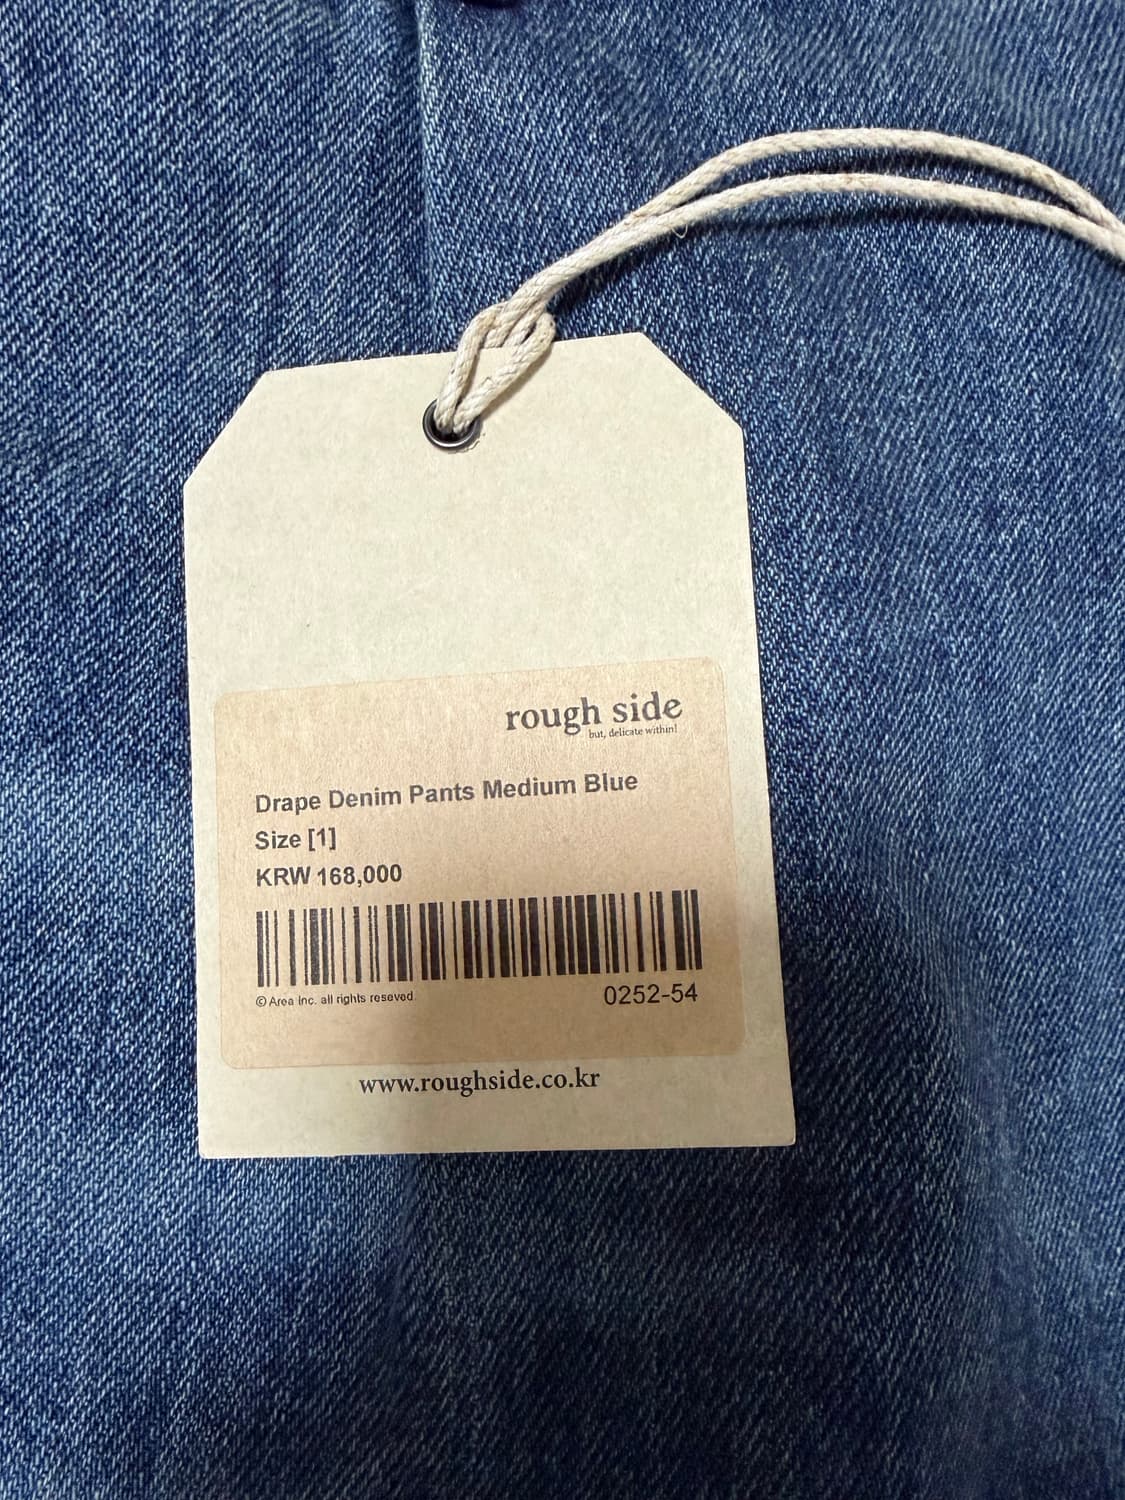 rough side
but, delicate within!
Drape Denim Pants Medium Blue
Size [1]
KRW 168,000
© Area Inc. all rights reseved.
0252-54
www.roughside.co.kr